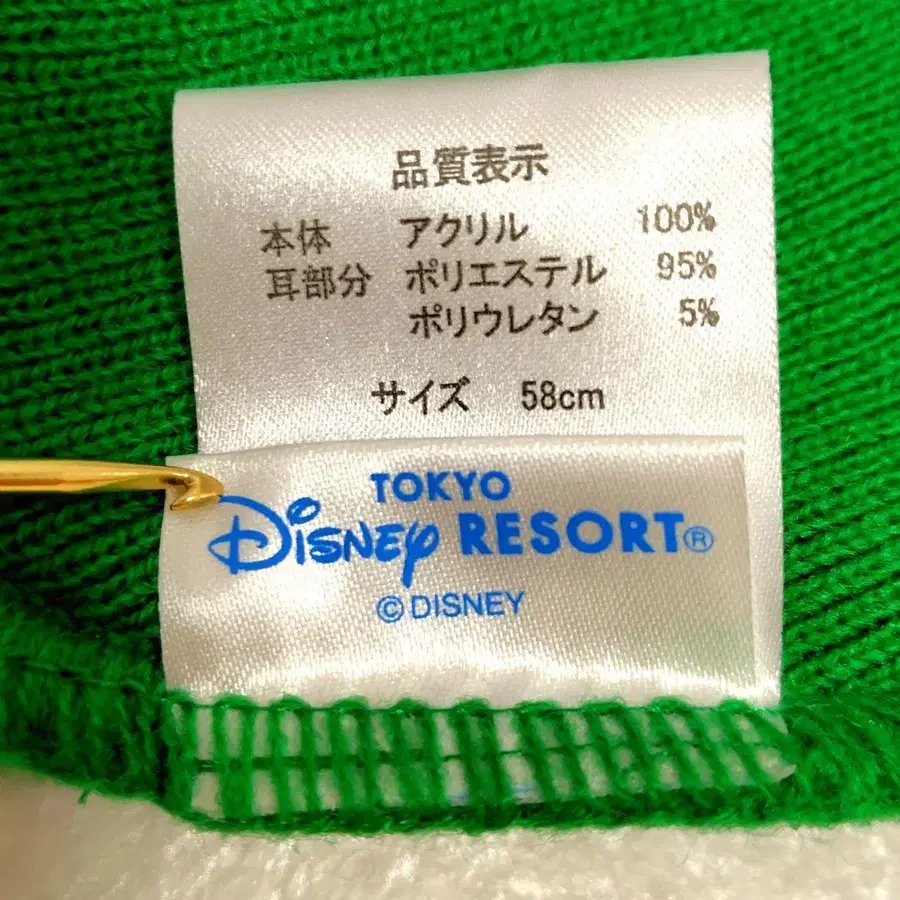 品質表示
本体 アクリル 100%
耳部分 ポリエステル 95%
ポリウレタン 5%
サイズ 58cm
TOKYO
Disney RESORT®
© DISNEY